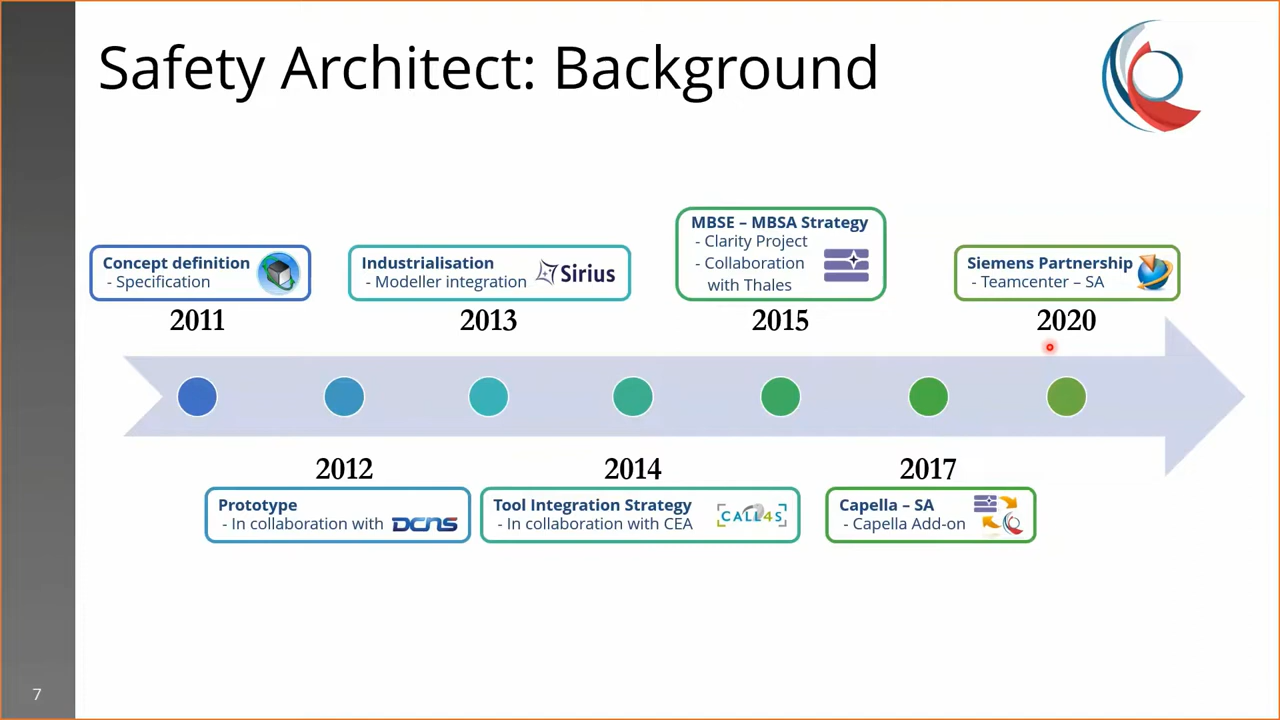 Safety Architect: Background
Concept definition
- Specification
2011
Prototype
- In collaboration with DCNS
2012
Industrialisation
- Modeller integration
Sirius
2013
Tool Integration Strategy
- In collaboration with CEA
CALL4S
2014
MBSE – MBSA Strategy
- Clarity Project
- Collaboration
with Thales
2015
Capella – SA
- Capella Add-on
2017
Siemens Partnership
- Teamcenter – SA
2020
7